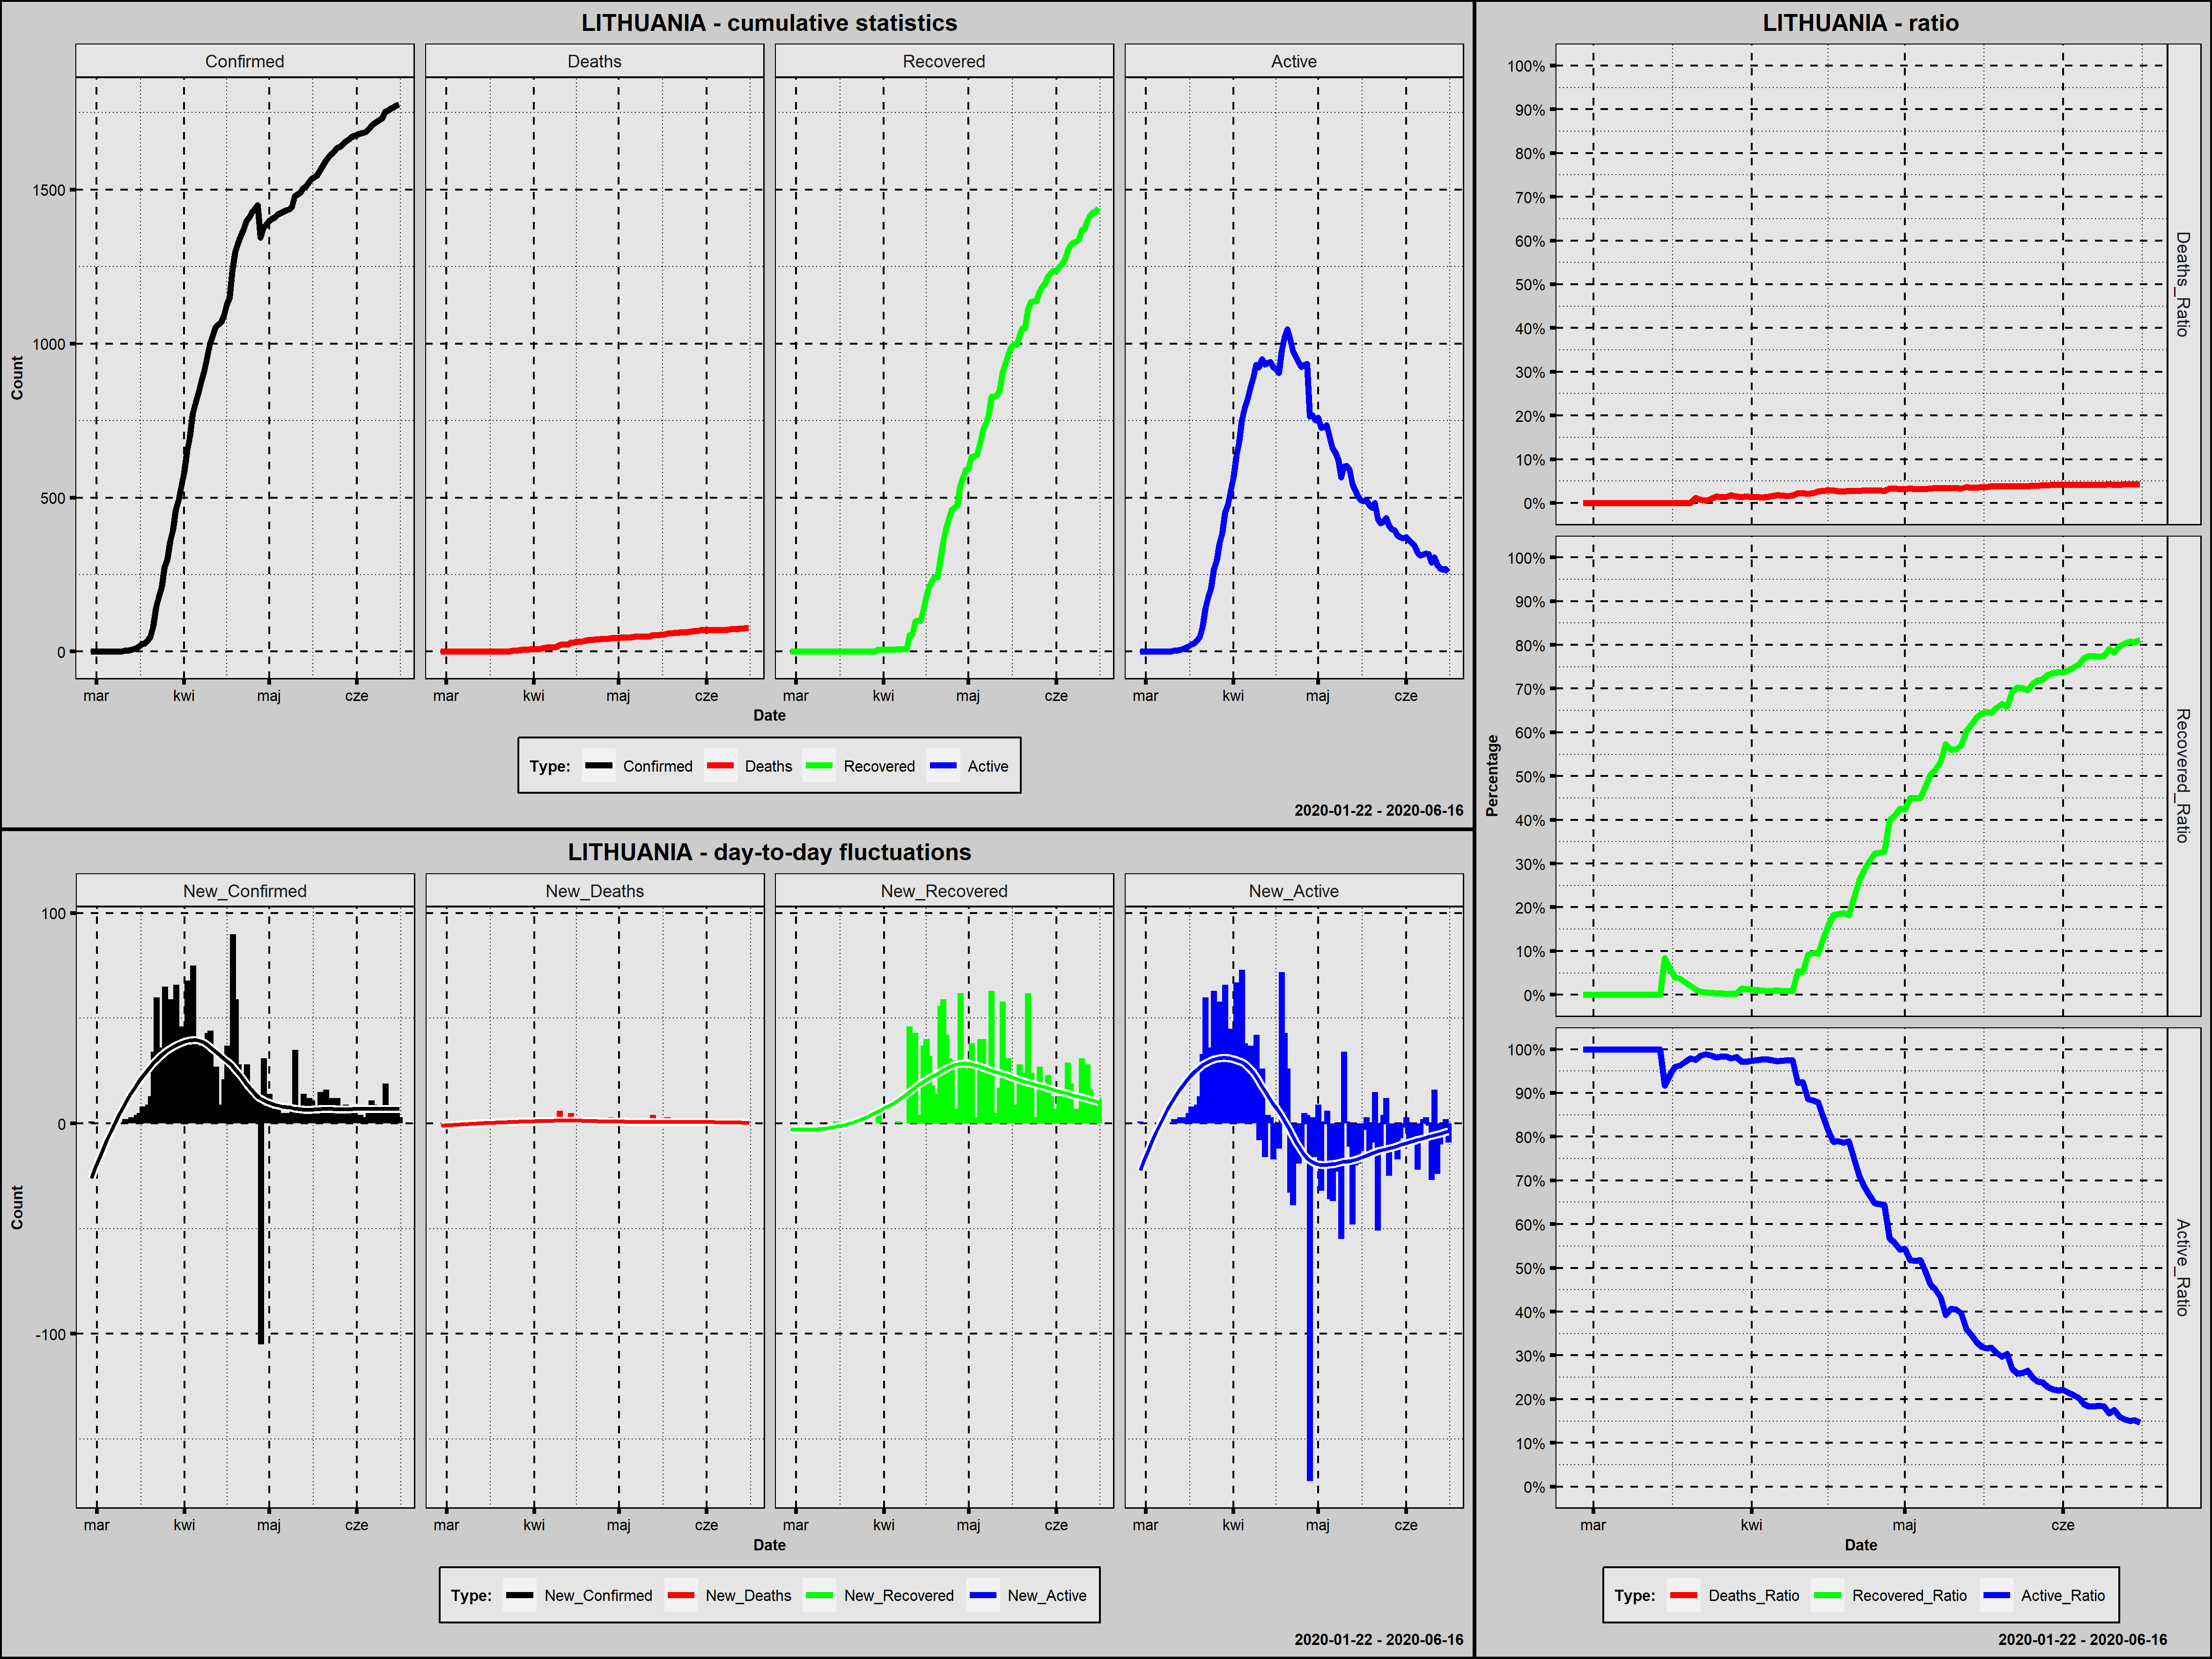 LITHUANIA - cumulative statistics
Confirmed Deaths Recovered Active
Count
1500
1000
500
0
mar kwi maj cze mar kwi maj cze mar kwi maj cze mar kwi maj cze
Date
Type: Confirmed Deaths Recovered Active
2020-01-22 - 2020-06-16
LITHUANIA - day-to-day fluctuations
New_Confirmed New_Deaths New_Recovered New_Active
Count
100
0
-100
mar kwi maj cze mar kwi maj cze mar kwi maj cze mar kwi maj cze
Date
Type: New_Confirmed New_Deaths New_Recovered New_Active
2020-01-22 - 2020-06-16
LITHUANIA - ratio
Percentage
100%
90%
80%
70%
60%
50%
40%
30%
20%
10%
0%
Deaths_Ratio
100%
90%
80%
70%
60%
50%
40%
30%
20%
10%
0%
Recovered_Ratio
100%
90%
80%
70%
60%
50%
40%
30%
20%
10%
0%
Active_Ratio
mar kwi maj cze
Date
Type: Deaths_Ratio Recovered_Ratio Active_Ratio
2020-01-22 - 2020-06-16